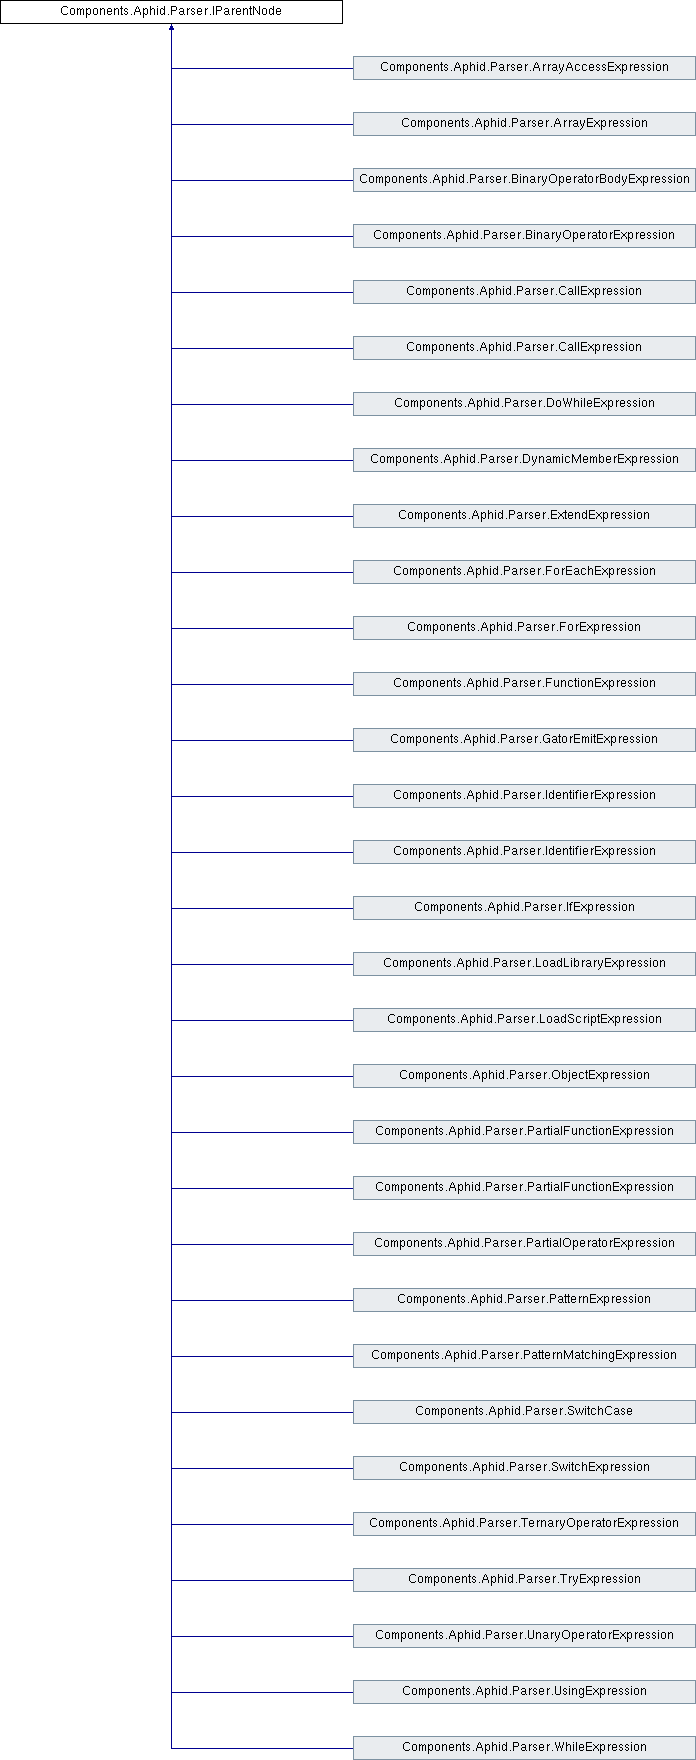 Components.Aphid.Parser.IParentNode
Components.Aphid.Parser.ArrayAccessExpression
Components.Aphid.Parser.ArrayExpression
Components.Aphid.Parser.BinaryOperatorBodyExpression
Components.Aphid.Parser.BinaryOperatorExpression
Components.Aphid.Parser.CallExpression
Components.Aphid.Parser.CallExpression
Components.Aphid.Parser.DoWhileExpression
Components.Aphid.Parser.DynamicMemberExpression
Components.Aphid.Parser.ExtendExpression
Components.Aphid.Parser.ForEachExpression
Components.Aphid.Parser.ForExpression
Components.Aphid.Parser.FunctionExpression
Components.Aphid.Parser.GatorEmitExpression
Components.Aphid.Parser.IdentifierExpression
Components.Aphid.Parser.IdentifierExpression
Components.Aphid.Parser.IfExpression
Components.Aphid.Parser.LoadLibraryExpression
Components.Aphid.Parser.LoadScriptExpression
Components.Aphid.Parser.ObjectExpression
Components.Aphid.Parser.PartialFunctionExpression
Components.Aphid.Parser.PartialFunctionExpression
Components.Aphid.Parser.PartialOperatorExpression
Components.Aphid.Parser.PatternExpression
Components.Aphid.Parser.PatternMatchingExpression
Components.Aphid.Parser.SwitchCase
Components.Aphid.Parser.SwitchExpression
Components.Aphid.Parser.TernaryOperatorExpression
Components.Aphid.Parser.TryExpression
Components.Aphid.Parser.UnaryOperatorExpression
Components.Aphid.Parser.UsingExpression
Components.Aphid.Parser.WhileExpression